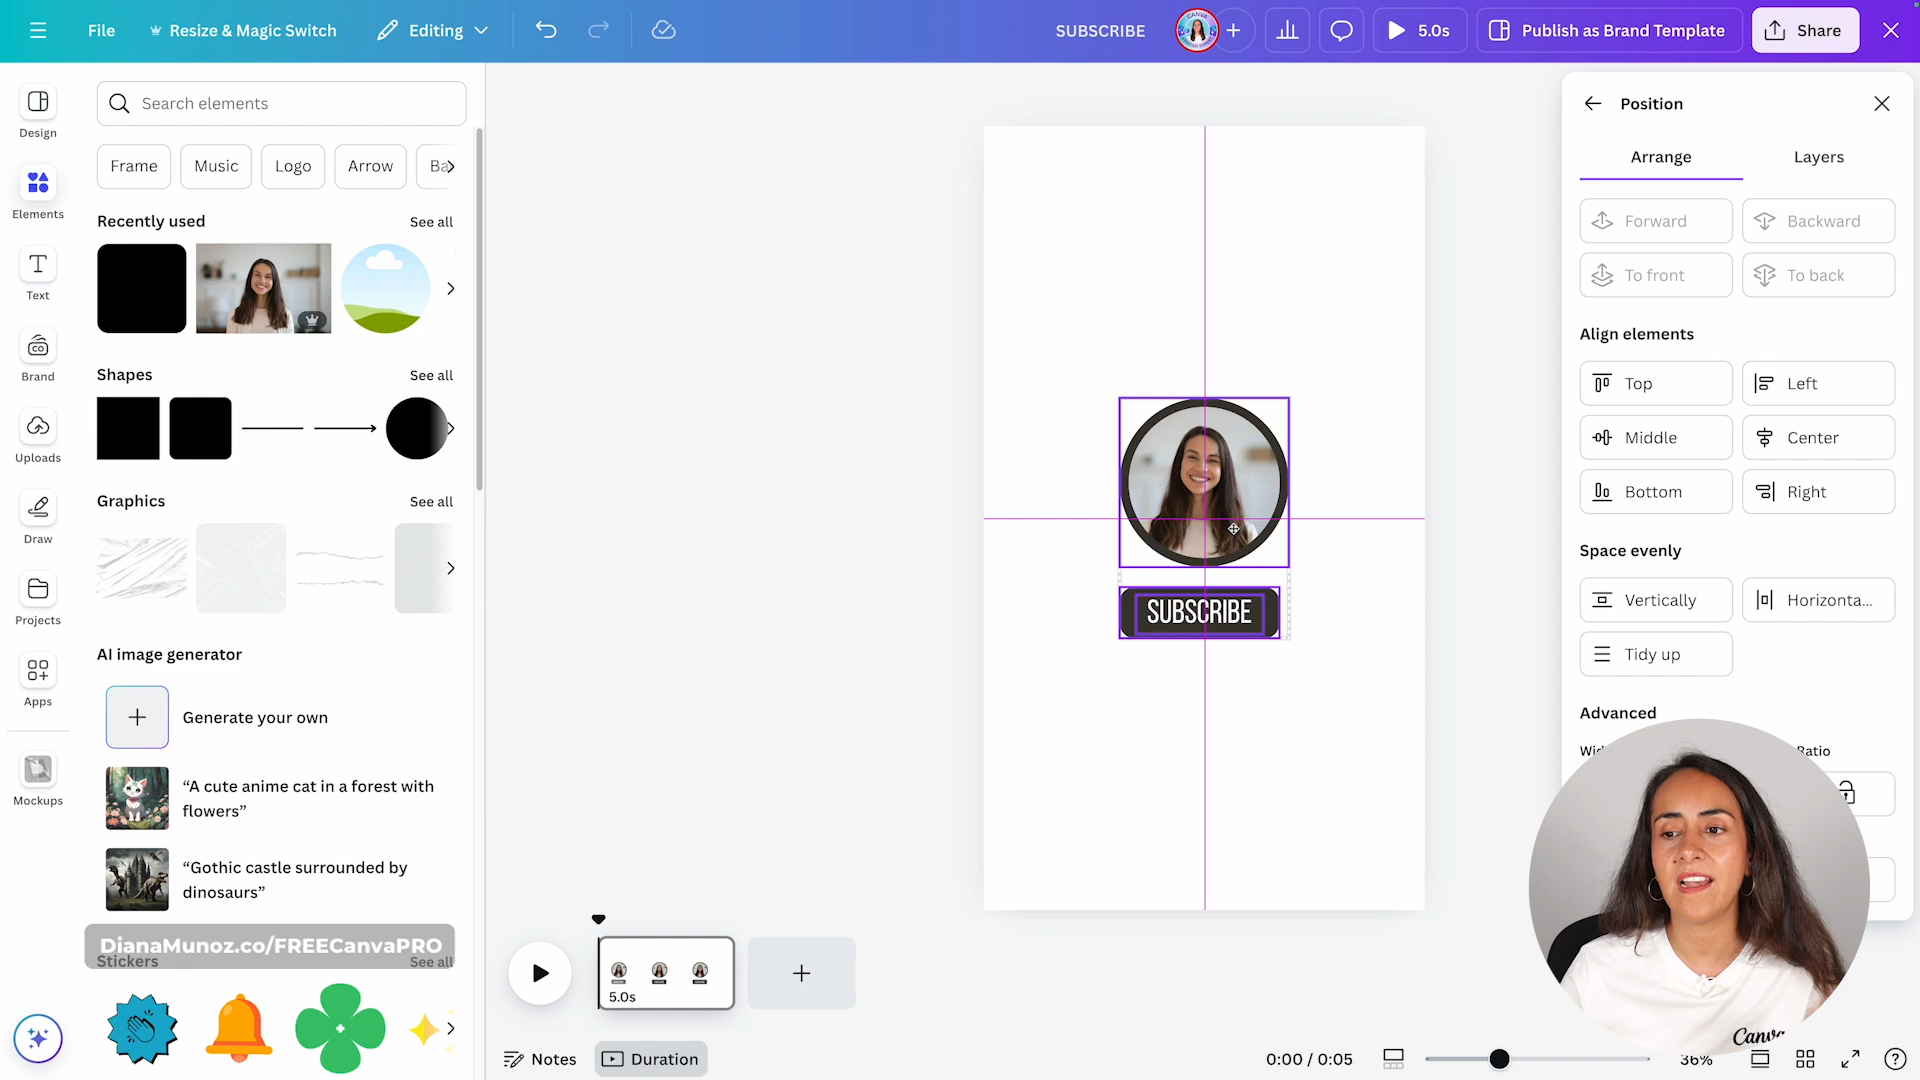 File
Resize & Magic Switch
Editing
SUBSCRIBE
5.0s
Publish as Brand Template
Share
Design
Elements
Text
Brand
Uploads
Draw
Projects
Apps
Mockups
Search elements
Frame
Music
Logo
Arrow
Recently used
See all
Shapes
See all
Graphics
See all
AI image generator
Generate your own
“A cute anime cat in a forest with
flowers”
“Gothic castle surrounded by
dinosaurs”
DianaMunoz.co/FREECanvaPRO
Stickers
See all
SUBSCRIBE
5.0s
Notes
Duration
0:00 / 0:05
36%
Position
Arrange
Layers
Forward
Backward
To front
To back
Align elements
Top
Left
Middle
Center
Bottom
Right
Space evenly
Vertically
Horizonta...
Tidy up
Advanced
Ratio
Canva